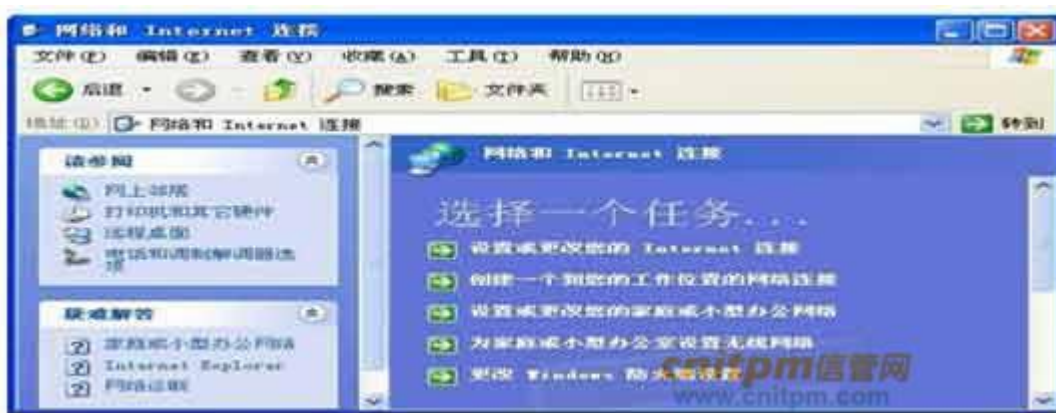 网络和 Internet 连接
文件(F) 编辑(E) 查看(V) 收藏(A) 工具(T) 帮助(H)
后退 搜索 文件夹
地址(D) 网络和 Internet 连接 转到
请参阅
网上邻居
打印机和其它硬件
远程桌面
电话和调制解调器选
项
疑难解答
家庭或小型办公网络
Internet Explorer
网络诊断
网络和 Internet 连接
选择一个任务...
设置或更改您的 Internet 连接
创建一个到您的工作位置的网络连接
设置或更改您的家庭或小型办公网络
为家庭或小型办公室设置无线网络
更改 Windows 防火墙设置
cnitpm信管网
www.cnitpm.com